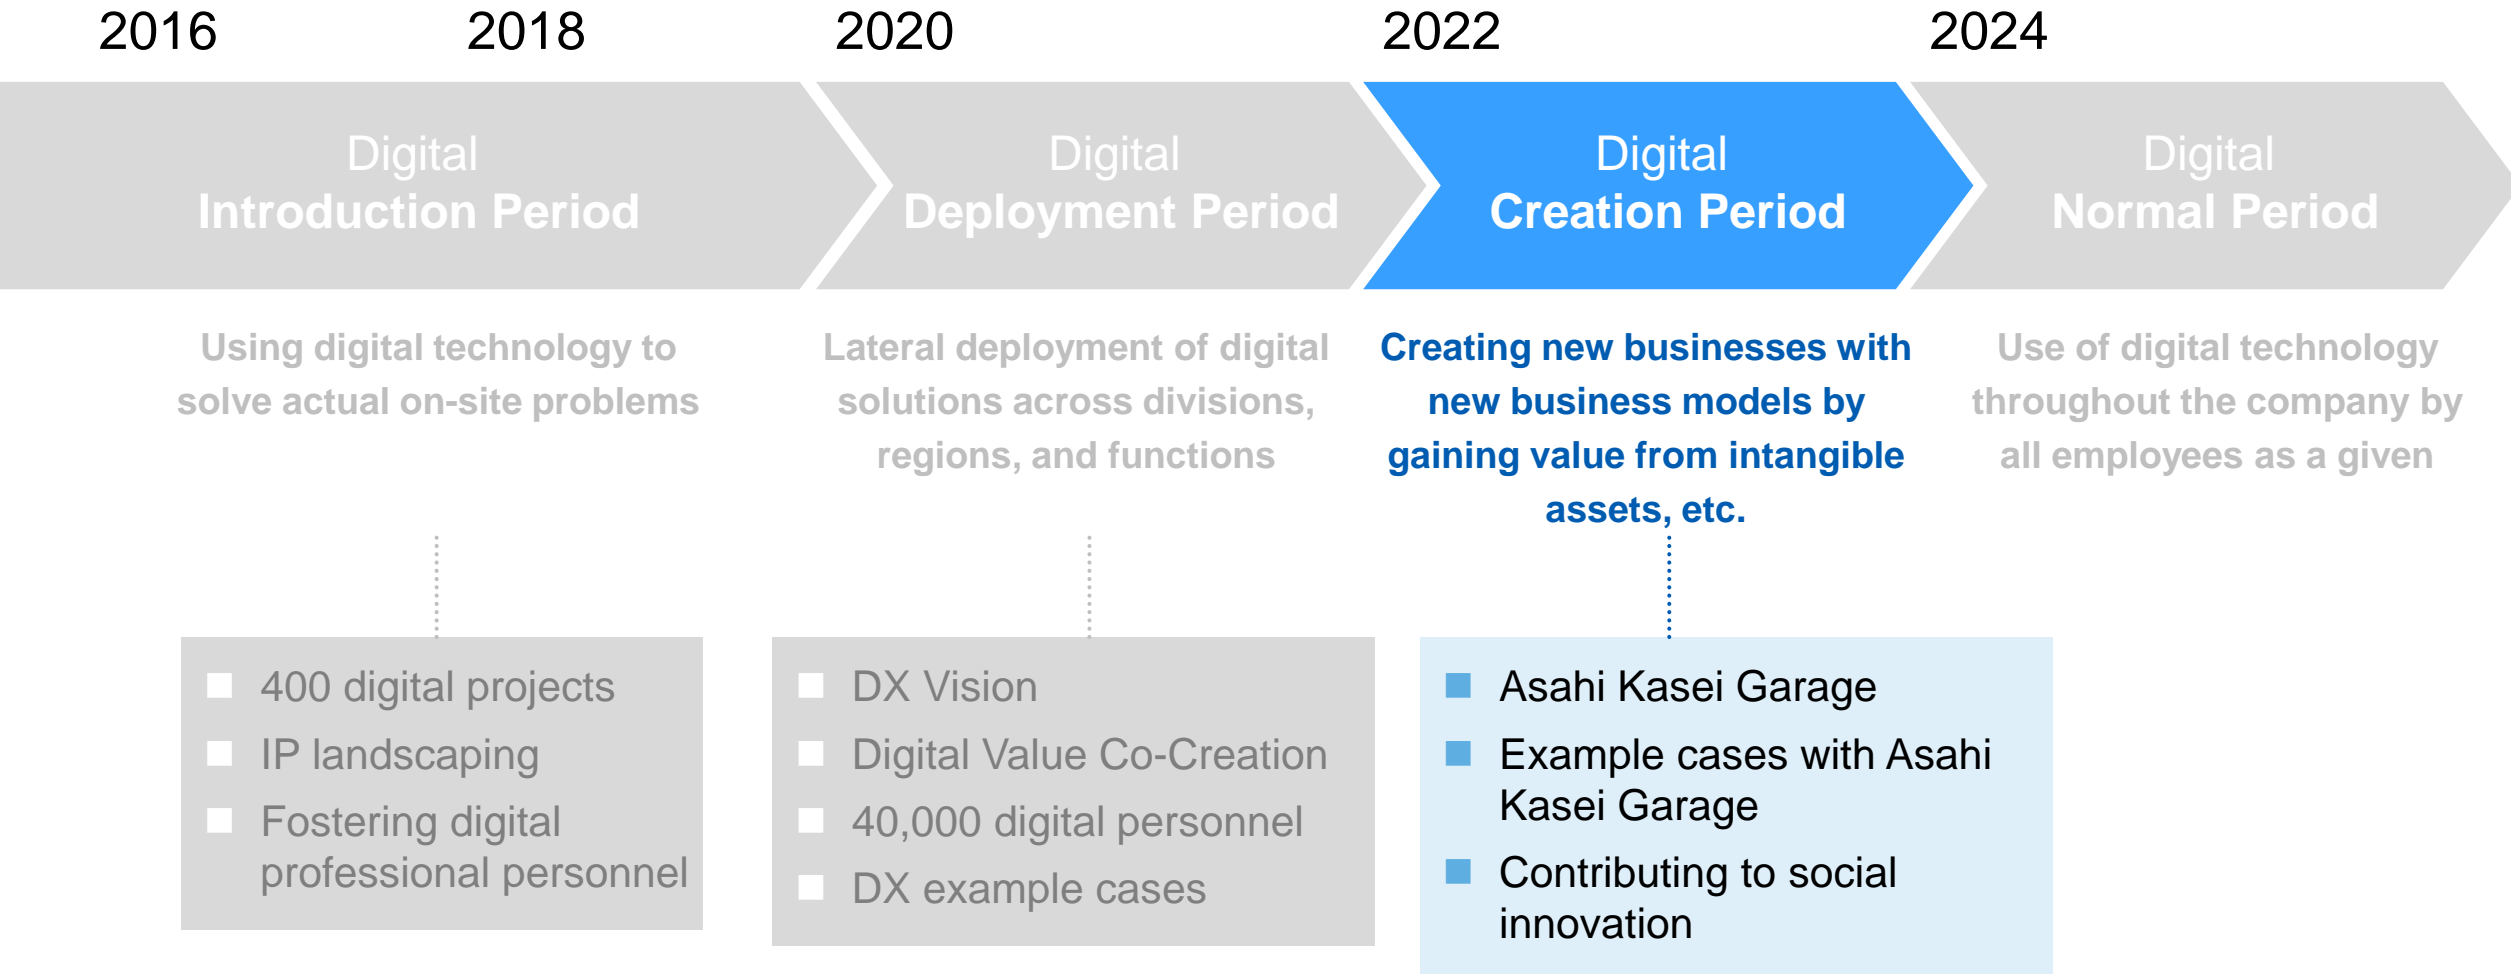 2016
2018
2020
2022
2024
Digital
Introduction Period
Digital
Deployment Period
Digital
Creation Period
Digital
Normal Period
Using digital technology to
solve actual on-site problems
Lateral deployment of digital
solutions across divisions,
regions, and functions
Creating new businesses with
new business models by
gaining value from intangible
assets, etc.
Use of digital technology
throughout the company by
all employees as a given
400 digital projects
IP landscaping
Fostering digital
professional personnel
DX Vision
Digital Value Co-Creation
40,000 digital personnel
DX example cases
Asahi Kasei Garage
Example cases with Asahi
Kasei Garage
Contributing to social
innovation